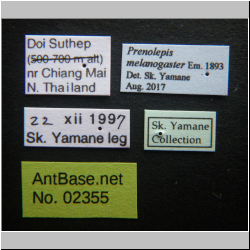 Doi Suthep
(500-700 m alt)
nr Chiang Mai
N. Thailand
Prenolepis
melanogaster Em. 1893
Det. Sk. Yamane
Aug. 2017
22 xii 1997
Sk. Yamane leg
Sk. Yamane
Collection
AntBase.net
No. 02355